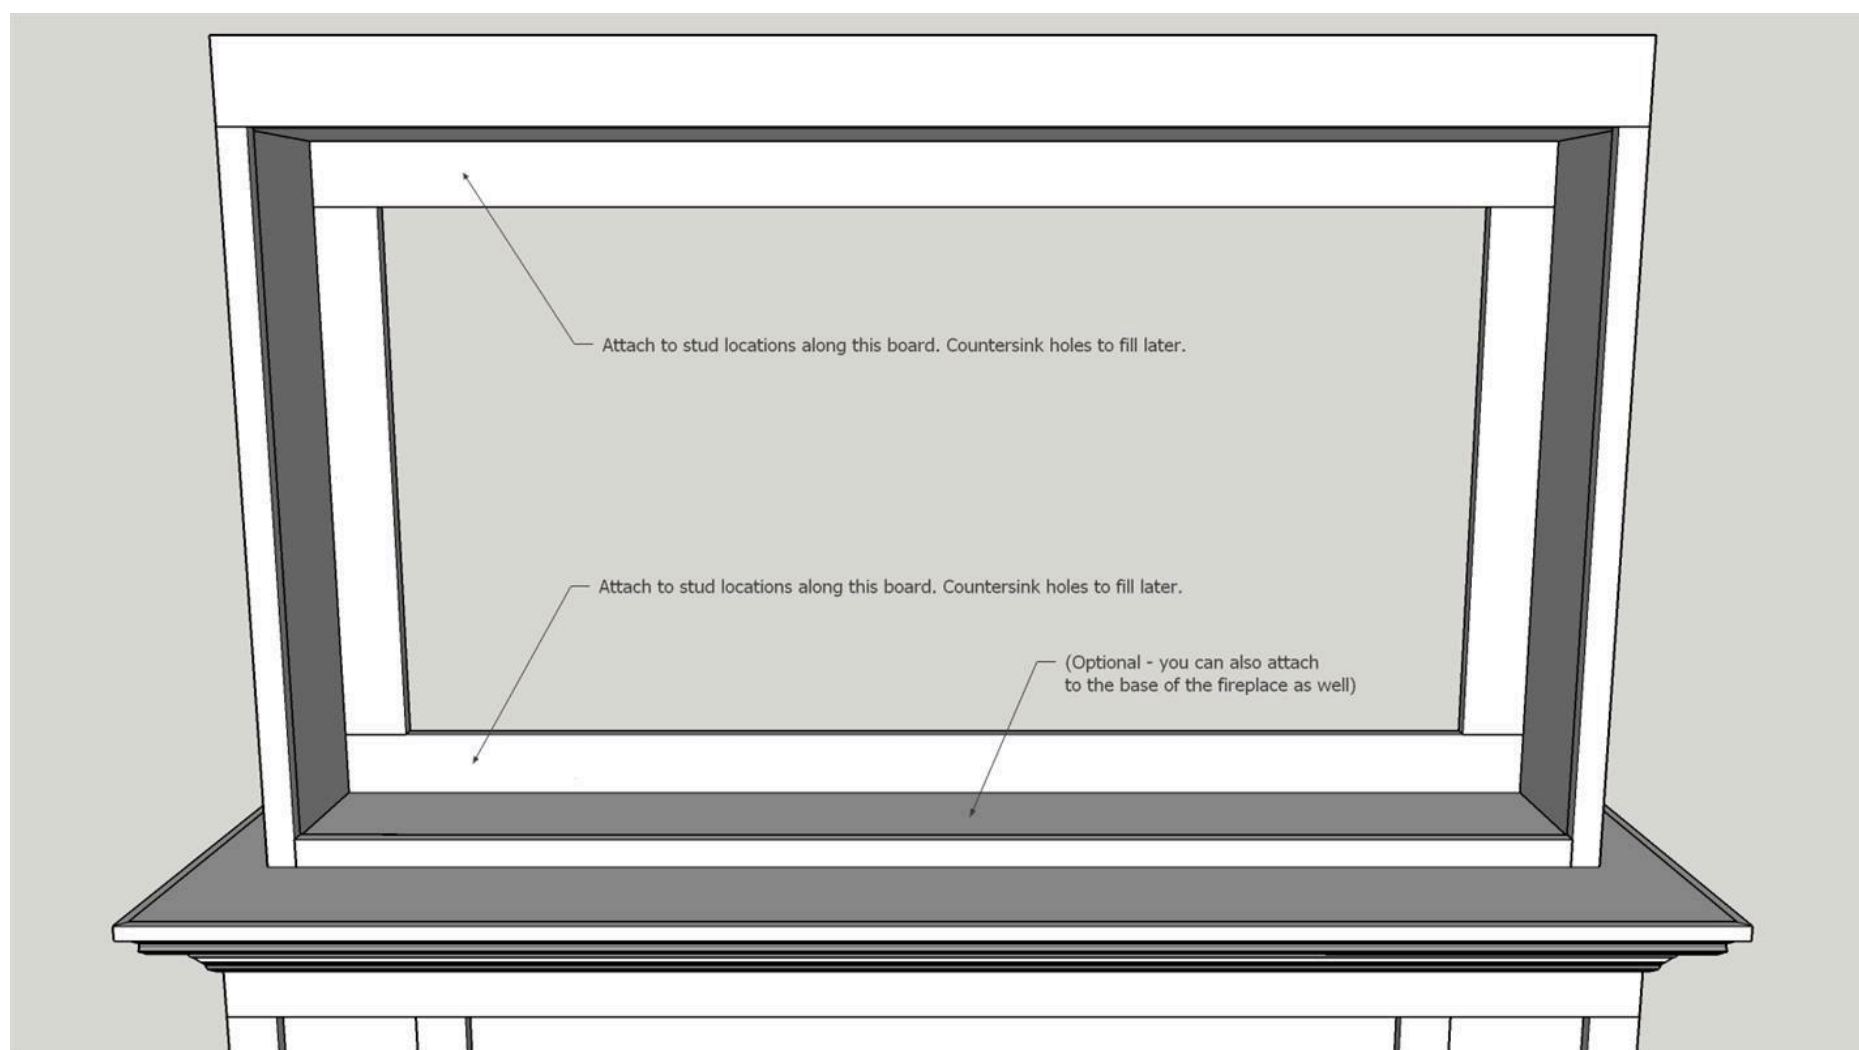 Attach to stud locations along this board. Countersink holes to fill later.
Attach to stud locations along this board. Countersink holes to fill later.
(Optional - you can also attach
to the base of the fireplace as well)